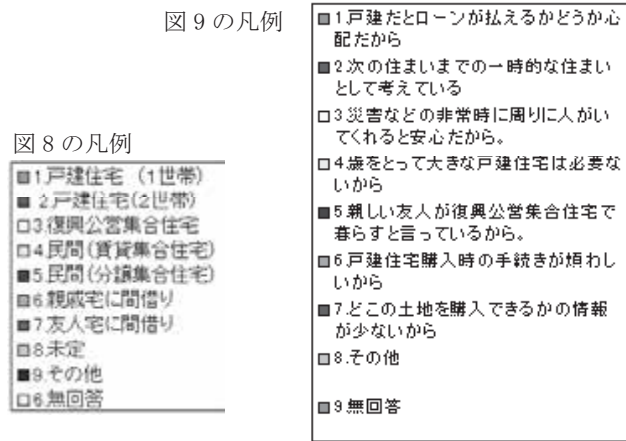 図9の凡例
1.戸建だとローンが払えるかどうか心
配だから
2.次の住まいまでの一時的な住まい
として考えている
3.災害などの非常時に周りに人がい
てくれると安心だから。
4.歳をとって大きな戸建住宅は必要な
いから
5.親しい友人が復興公営集合住宅で
暮らすと言っているから。
6.戸建住宅購入時の手続きが煩わし
いから
7.どこの土地を購入できるかの情報
が少ないから
8.その他
9.無回答
図8の凡例
1.戸建住宅 (1世帯)
2.戸建住宅(2世帯)
3.復興公営集合住宅
4.民間(賃貸集合住宅)
5.民間(分譲集合住宅)
6.親戚宅に間借り
7.友人宅に間借り
8.未定
9.その他
6.無回答